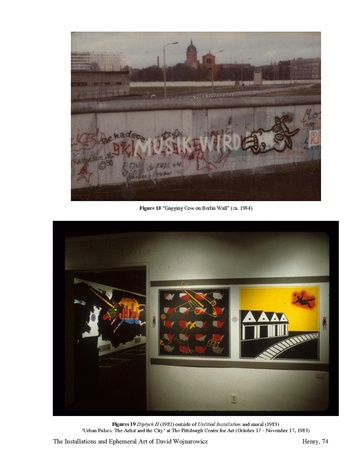 MUSIK WIRD
Figure 18 "Gagging Cow on Berlin Wall" (ca. 1984)
Figures 19 Diptych II (1983) outside of Untitled Installation and mural (1983)
"Urban Pulses: The Artist and the City" at The Pittsburgh Center for Art (October 17 - November 17, 1983)
The Installations and Ephemeral Art of David Wojnarowicz
Henry, 74